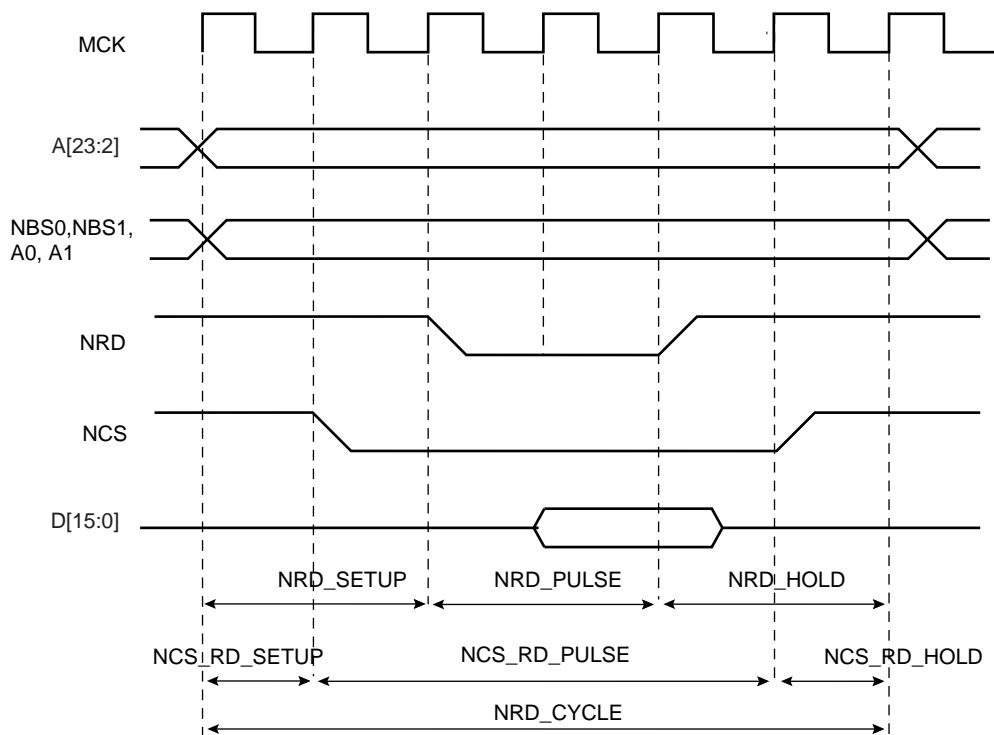 MCK
A[23:2]
NBS0,NBS1,
A0, A1
NRD
NCS
D[15:0]
NRD_SETUP NRD_PULSE NRD_HOLD
NCS_RD_SETUP NCS_RD_PULSE NCS_RD_HOLD
NRD_CYCLE